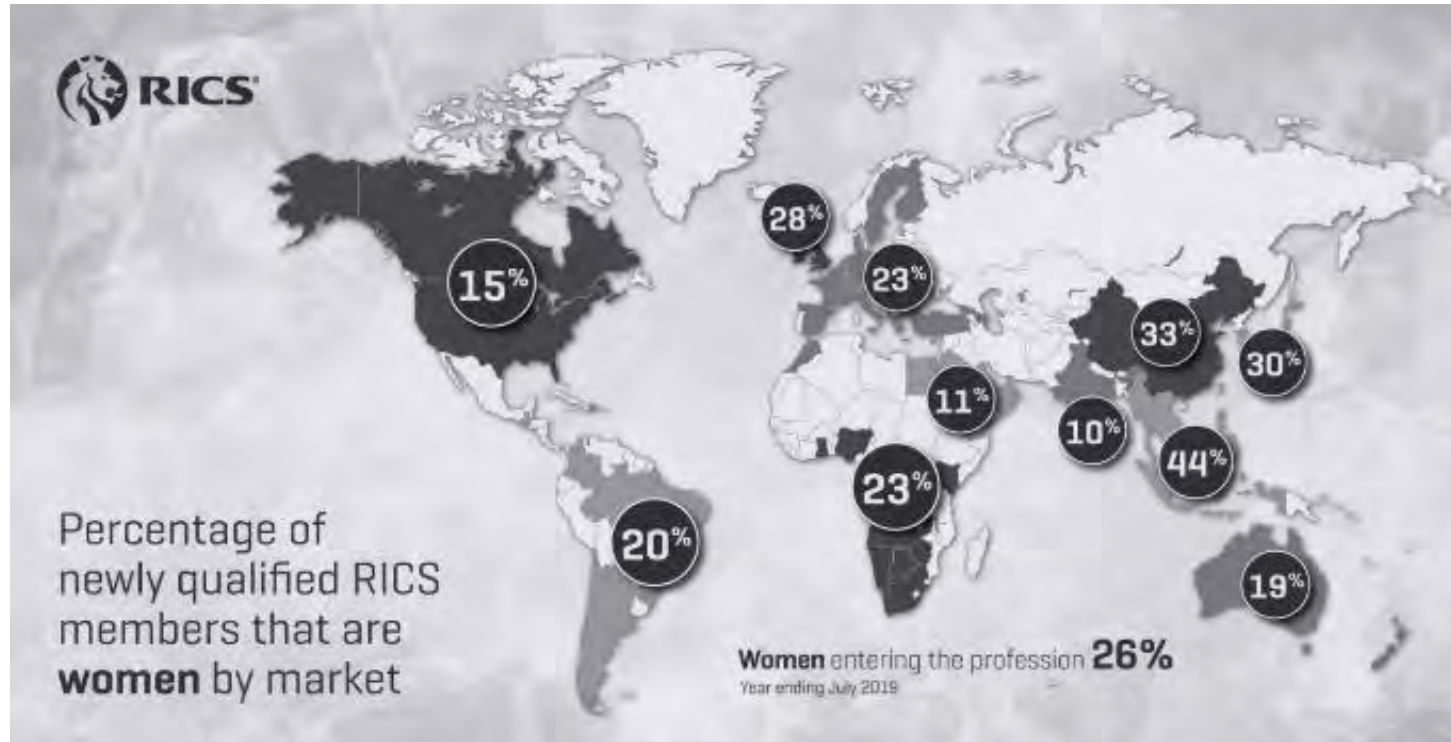 RICS
28%
15%
23%
33%
30%
11%
10%
44%
23%
20%
19%
Percentage of
newly qualified RICS
members that are
women by market
Women entering the profession 26%
Year ending July 2019